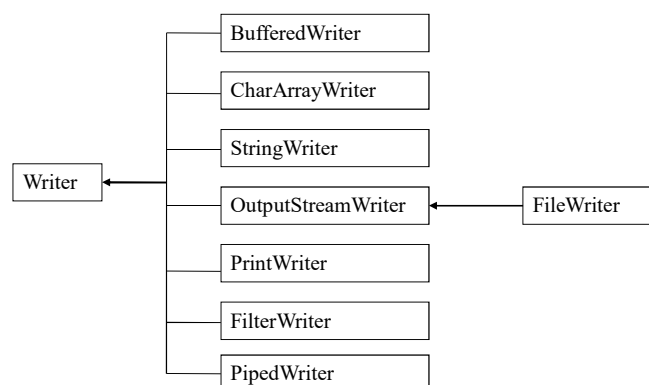 BufferedWriter
CharArrayWriter
StringWriter
Writer
OutputStreamWriter
FileWriter
PrintWriter
FilterWriter
PipedWriter